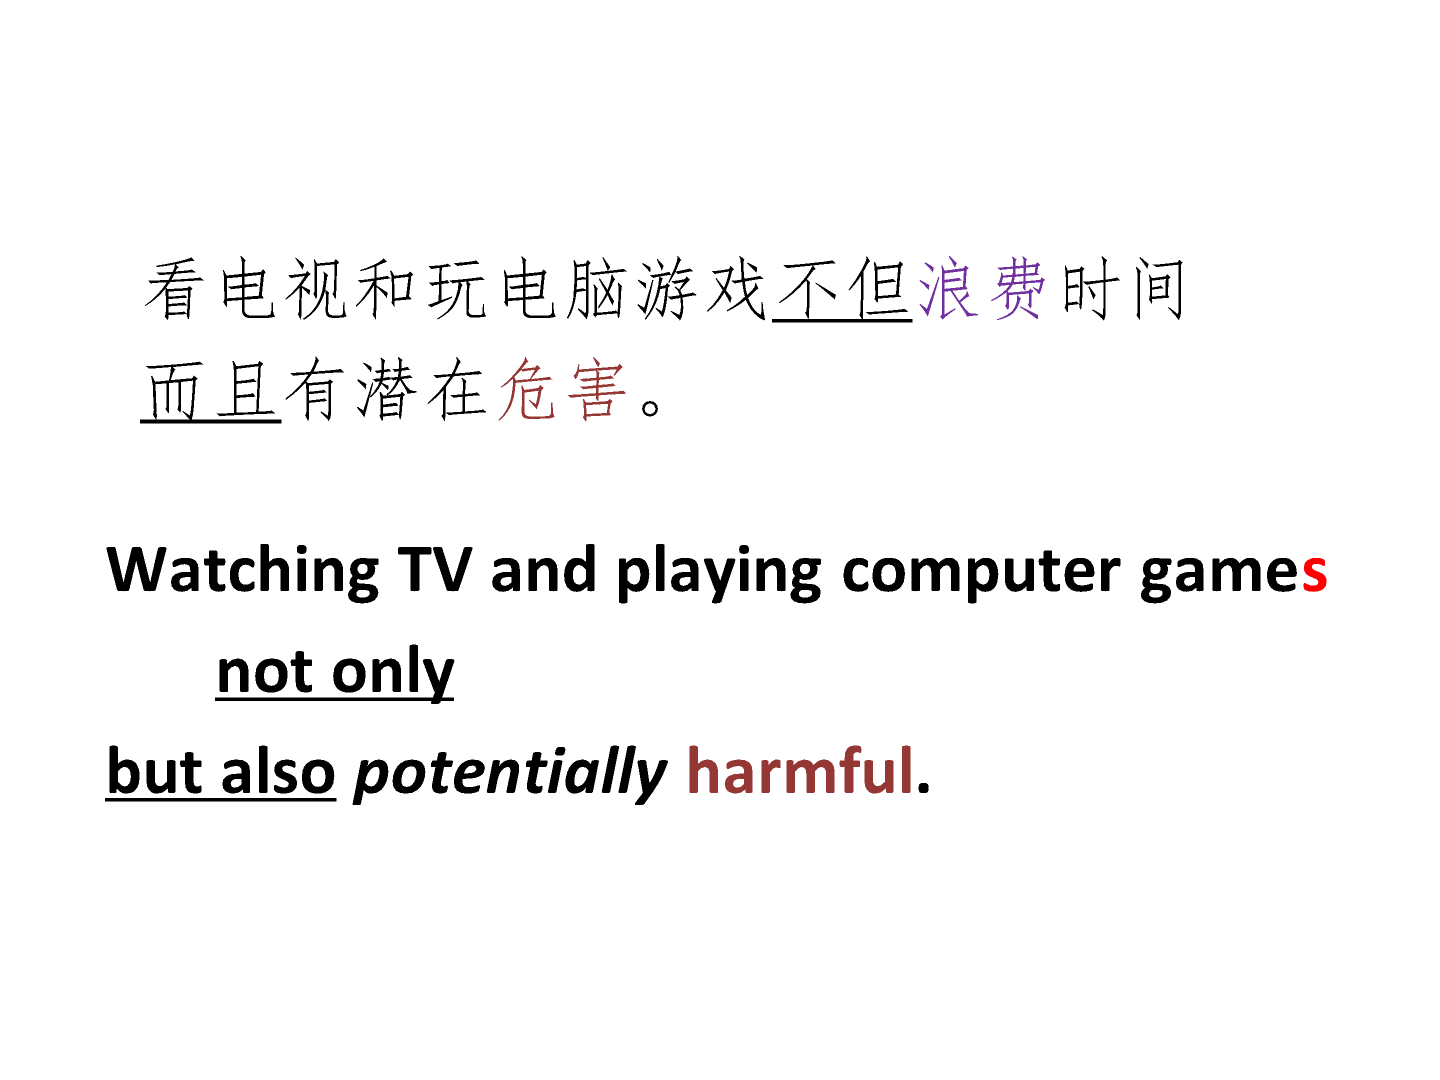 看电视和玩电脑游戏不但浪费时间
而且有潜在危害。
Watching TV and playing computer games
not only
but also potentially harmful.